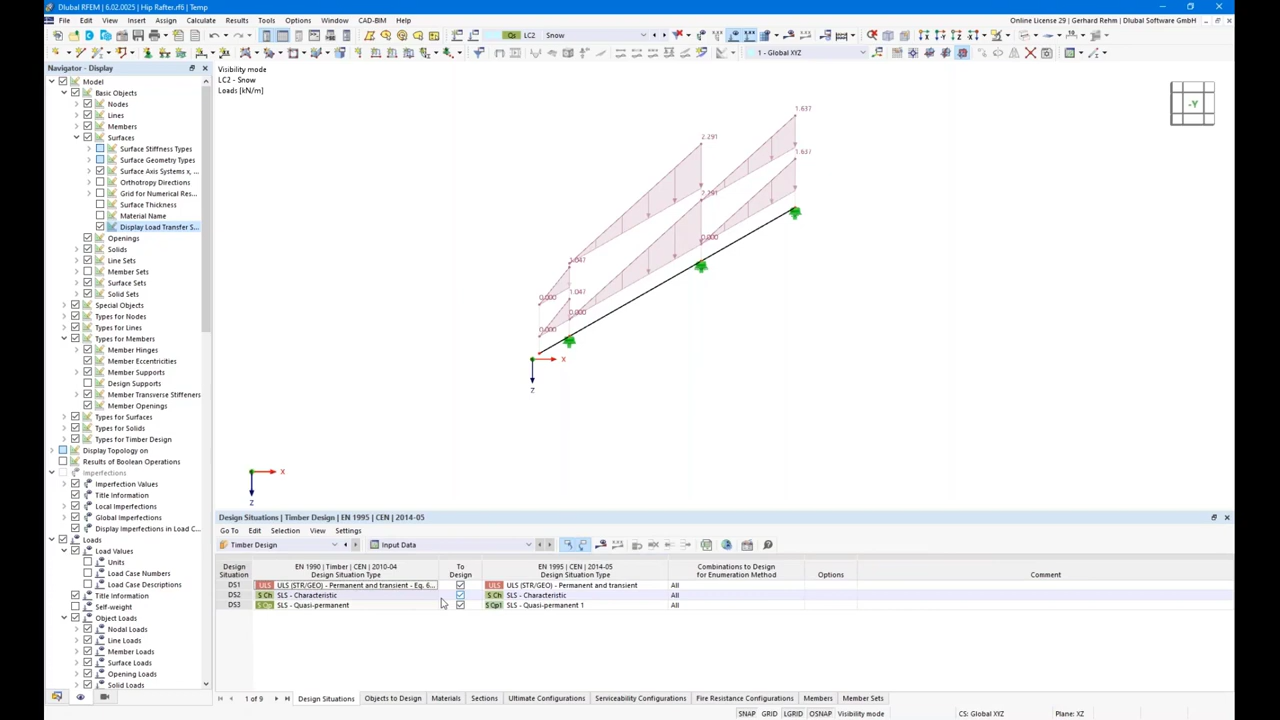 Dlubal RFEM | 6.02.0025 | Hip Rafter.rf6 | Temp
File Edit View Insert Assign Calculate Results Tools Options Window CAD-BIM Help
Online License 29 | Gerhard Rehm | Dlubal Software GmbH
Qs LC2 Snow
1 - Global XYZ
Navigator - Display
Model
Basic Objects
Nodes
Lines
Members
Surfaces
Surface Stiffness Types
Surface Geometry Types
Surface Axis Systems x, ...
Orthotropy Directions
Grid for Numerical Res...
Surface Thickness
Material Name
Display Load Transfer S...
Openings
Solids
Line Sets
Member Sets
Surface Sets
Solid Sets
Special Objects
Types for Nodes
Types for Lines
Types for Members
Member Hinges
Member Eccentricities
Member Supports
Design Supports
Member Transverse Stiffeners
Member Openings
Types for Surfaces
Types for Solids
Types for Timber Design
Display Topology on
Results of Boolean Operations
Imperfections
Imperfection Values
Title Information
Local Imperfections
Global Imperfections
Display Imperfections in Load C...
Loads
Load Values
Units
Load Case Numbers
Load Case Descriptions
Title Information
Self-weight
Object Loads
Nodal Loads
Line Loads
Member Loads
Surface Loads
Opening Loads
Solid Loads
Visibility mode
LC2 - Snow
Loads [kN/m]
-Y
1.637
2.291
1.637
2.291
0.000
1.047
1.047
0.000
0.000
0.000
X
Z
X
Z
Design Situations | Timber Design | EN 1995 | CEN | 2014-05
Go To Edit Selection View Settings
Timber Design Input Data
Design Situation EN 1990 | Timber | CEN | 2010-04 Design Situation Type To Design EN 1995 | CEN | 2014-05 Design Situation Type Combinations to Design for Enumeration Method Options Comment
DS1 ULS ULS (STR/GEO) - Permanent and transient - Eq. 6... ULS ULS (STR/GEO) - Permanent and transient All
DS2 S Ch SLS - Characteristic S Ch SLS - Characteristic All
DS3 S Qp SLS - Quasi-permanent S Qp1 SLS - Quasi-permanent 1 All
1 of 9 Design Situations Objects to Design Materials Sections Ultimate Configurations Serviceability Configurations Fire Resistance Configurations Members Member Sets
SNAP GRID LGRID OSNAP Visibility mode CS: Global XYZ Plane: XZ